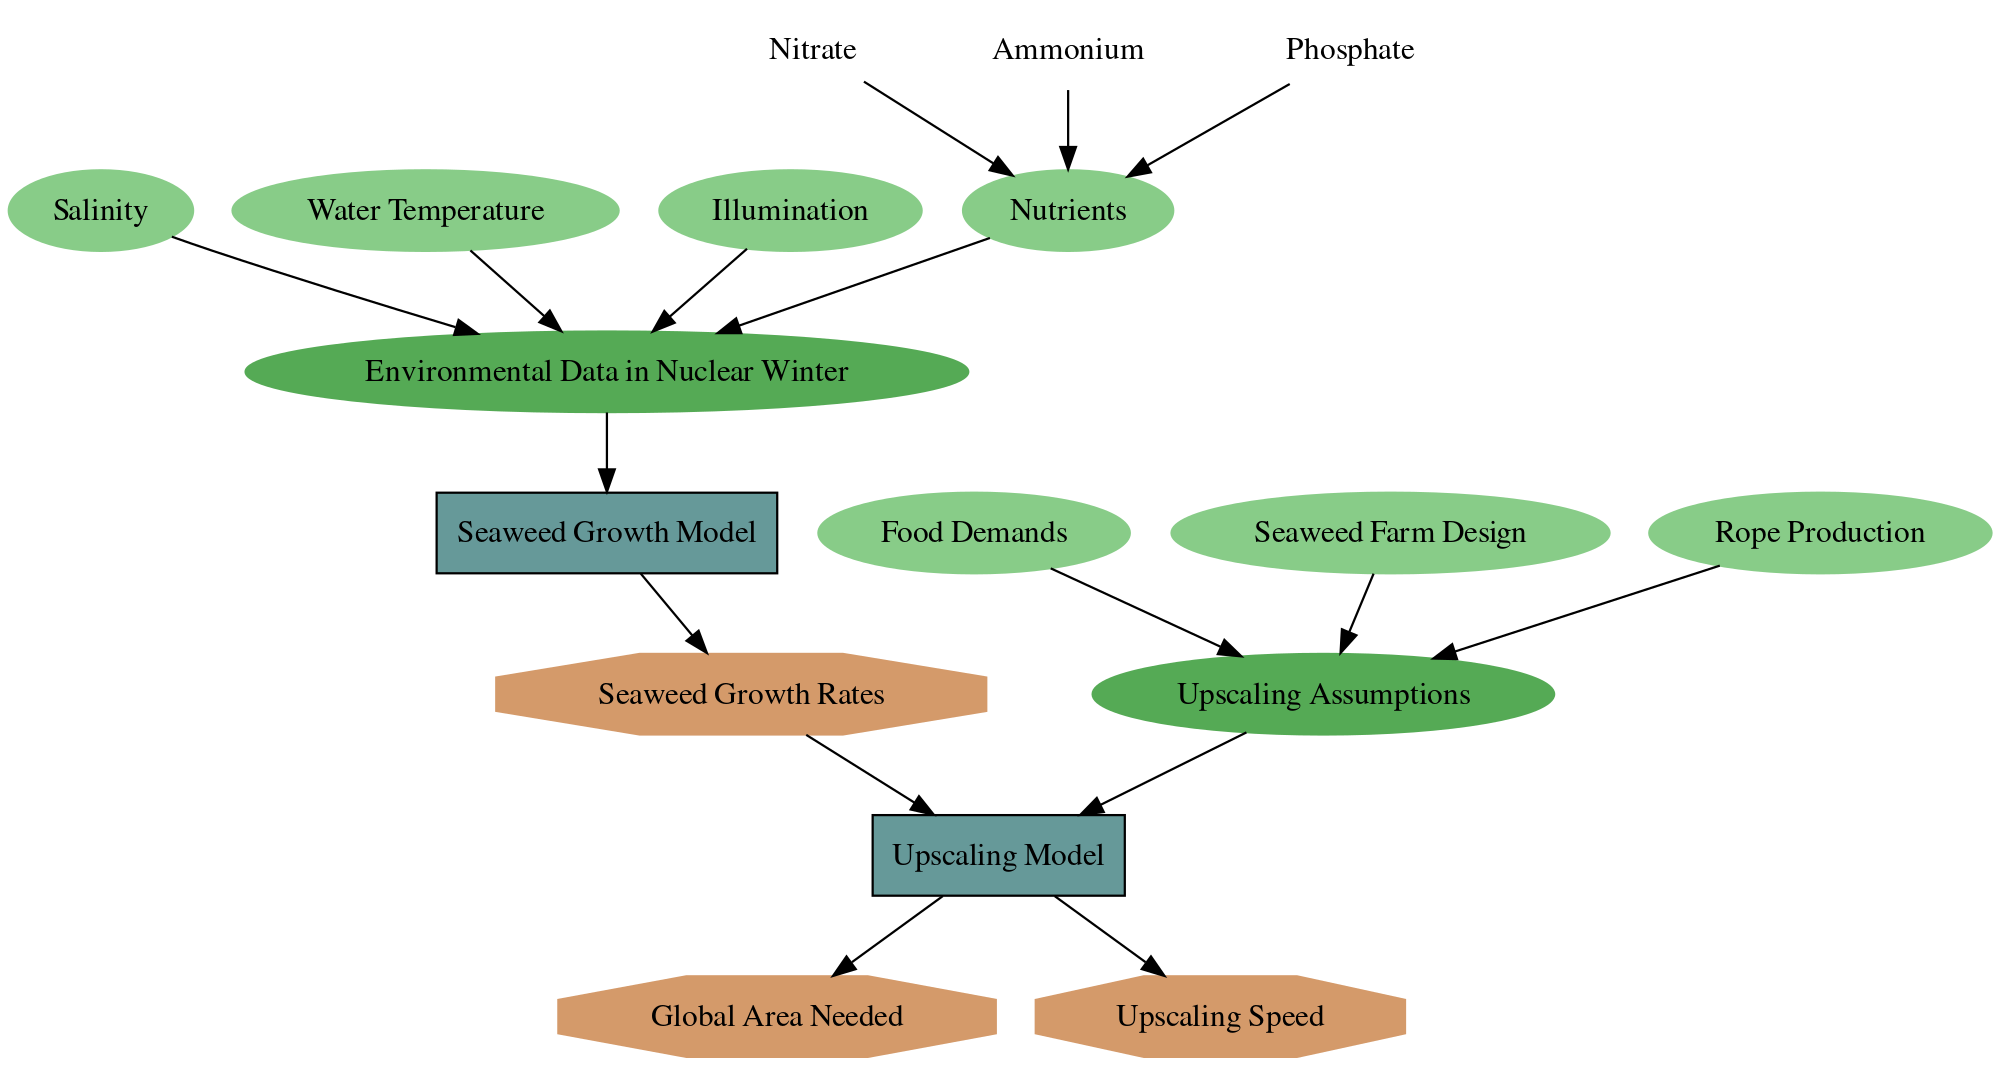 Nitrate
Ammonium
Phosphate
Salinity
Water Temperature
Illumination
Nutrients
Environmental Data in Nuclear Winter
Seaweed Growth Model
Food Demands
Seaweed Farm Design
Rope Production
Seaweed Growth Rates
Upscaling Assumptions
Upscaling Model
Global Area Needed
Upscaling Speed